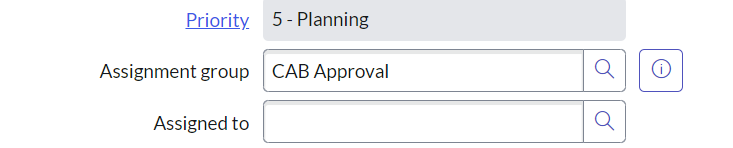 Priority 5 - Planning
Assignment group CAB Approval
Assigned to